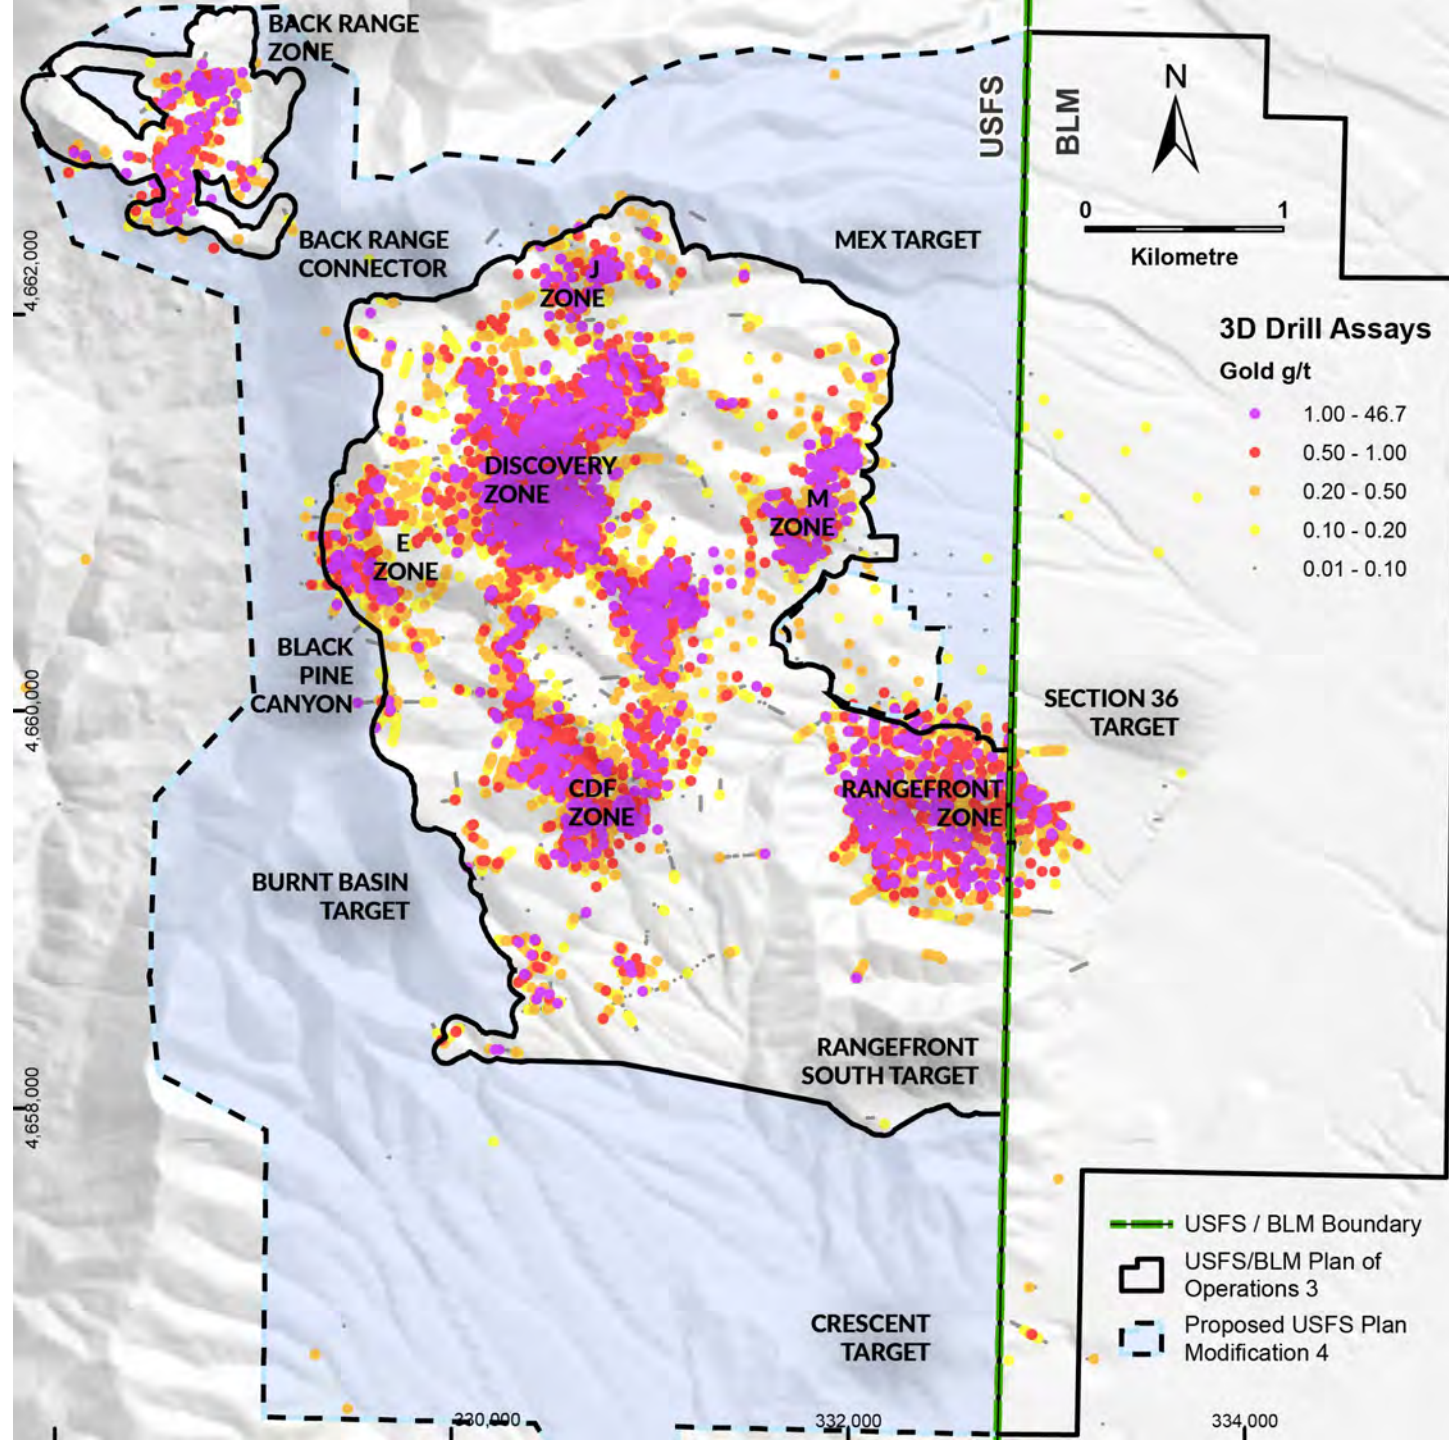 BACK RANGE
ZONE
USFS
BLM
N
0 1
Kilometre
BACK RANGE
CONNECTOR
MEX TARGET
4,662,000
J
ZONE
3D Drill Assays
Gold g/t
1.00 - 46.7
0.50 - 1.00
0.20 - 0.50
0.10 - 0.20
0.01 - 0.10
DISCOVERY
ZONE
M
ZONE
E
ZONE
BLACK
PINE
CANYON
4,660,000
SECTION 36
TARGET
CDF
ZONE
RANGEFRONT
ZONE
BURNT BASIN
TARGET
RANGEFRONT
SOUTH TARGET
4,658,000
USFS / BLM Boundary
USFS/BLM Plan of
Operations 3
Proposed USFS Plan
Modification 4
CRESCENT
TARGET
330,000
332,000
334,000